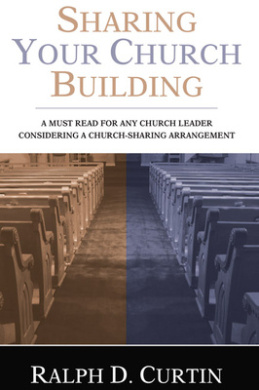 SHARING
YOUR CHURCH
BUILDING
A MUST READ FOR ANY CHURCH LEADER
CONSIDERING A CHURCH-SHARING ARRANGEMENT
RALPH D. CURTIN